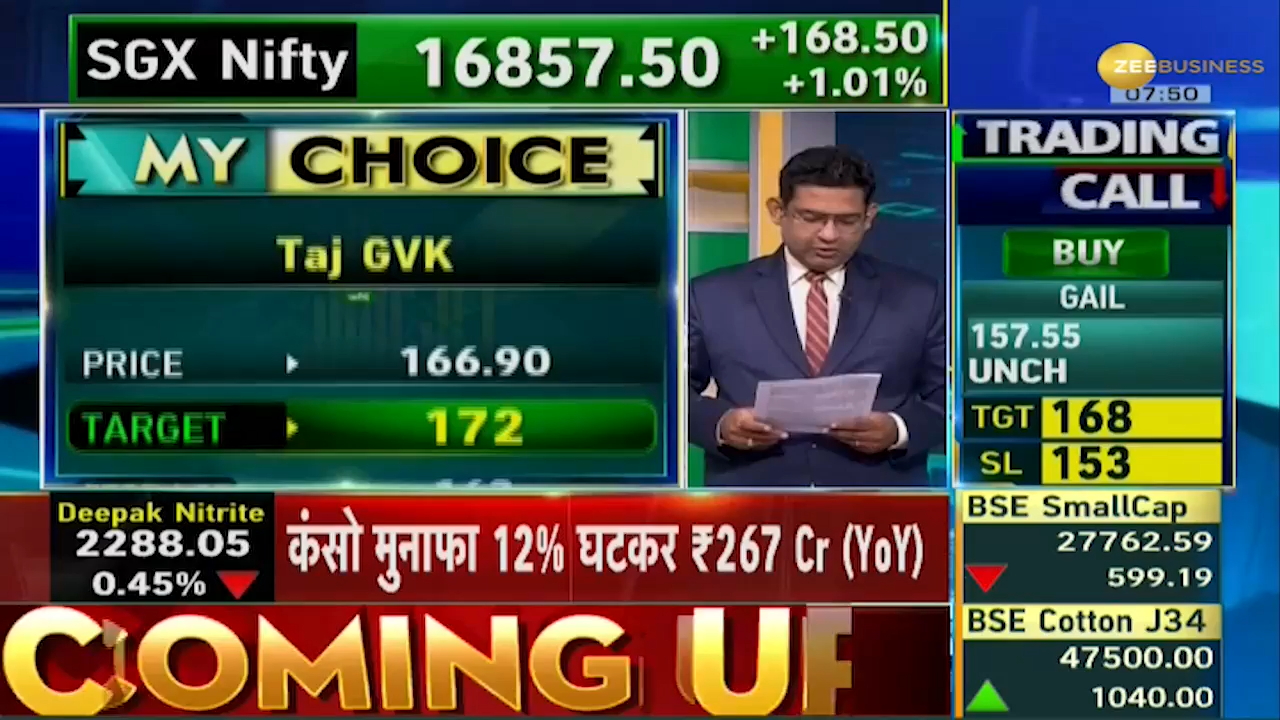 SGX Nifty
16857.50
+168.50
+1.01%
ZEEBUSINESS
07:50
MY CHOICE
Taj GVK
PRICE
166.90
TARGET
172
TRADING
CALL
BUY
GAIL
157.55
UNCH
TGT 168
SL 153
Deepak Nitrite
2288.05
0.45%
कंसो मुनाफा 12% घटकर ₹267 Cr (YoY)
BSE SmallCap
27762.59
599.19
BSE Cotton J34
47500.00
1040.00
COMING UP